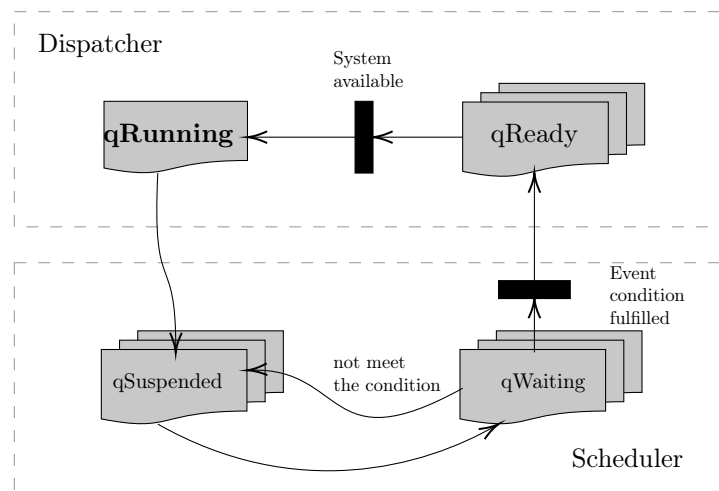 Dispatcher
System
available
qRunning
qReady
Event
condition
fulfilled
not meet
the condition
qSuspended
qWaiting
Scheduler